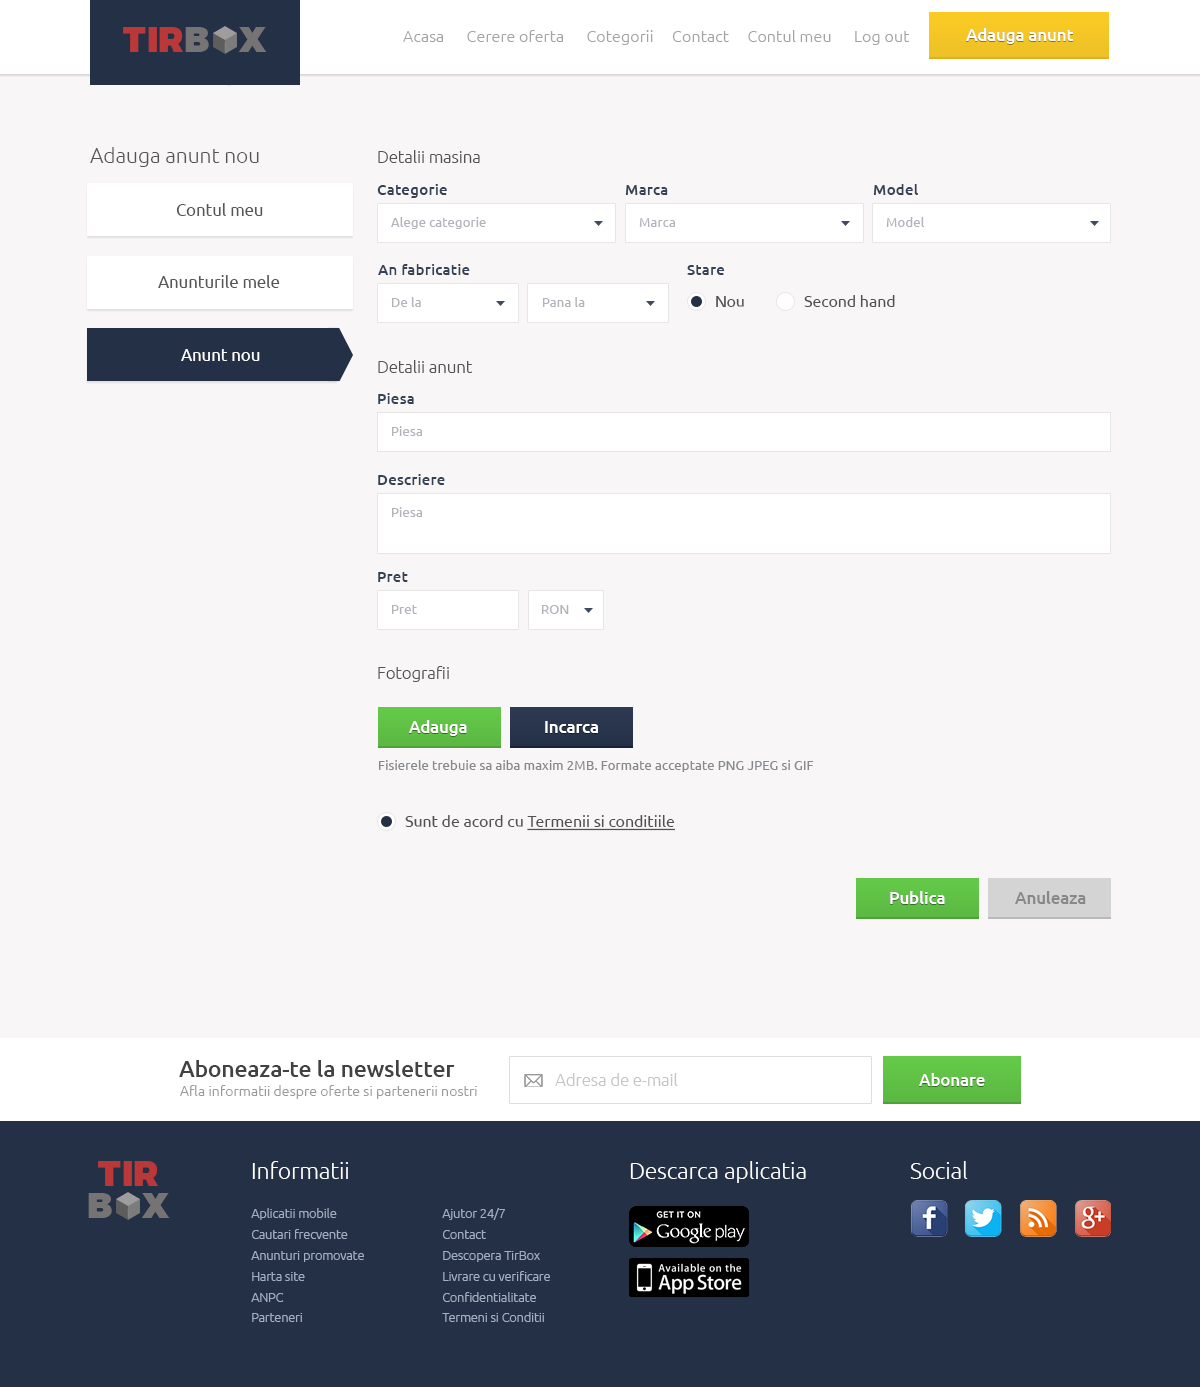 TIRBOX
Acasa Cerere oferta Cotegorii Contact Contul meu Log out Adauga anunt
Adauga anunt nou
Contul meu
Anunturile mele
Anunt nou
Detalii masina
Categorie Marca Model
Alege categorie Marca Model
An fabricatie Stare
De la Pana la Nou Second hand
Detalii anunt
Piesa
Piesa
Descriere
Piesa
Pret
Pret RON
Fotografii
Adauga Incarca
Fisierele trebuie sa aiba maxim 2MB. Formate acceptate PNG JPEG si GIF
Sunt de acord cu Termenii si conditiile
Publica Anuleaza
Aboneaza-te la newsletter
Afla informatii despre oferte si partenerii nostri
Adresa de e-mail
Abonare
TIR
BOX
Informatii
Aplicatii mobile
Cautari frecvente
Anunturi promovate
Harta site
ANPC
Parteneri
Ajutor 24/7
Contact
Descopera TirBox
Livrare cu verificare
Confidentialitate
Termeni si Conditii
Descarca aplicatia
GET IT ON
Google play
Available on the
App Store
Social
f
g+